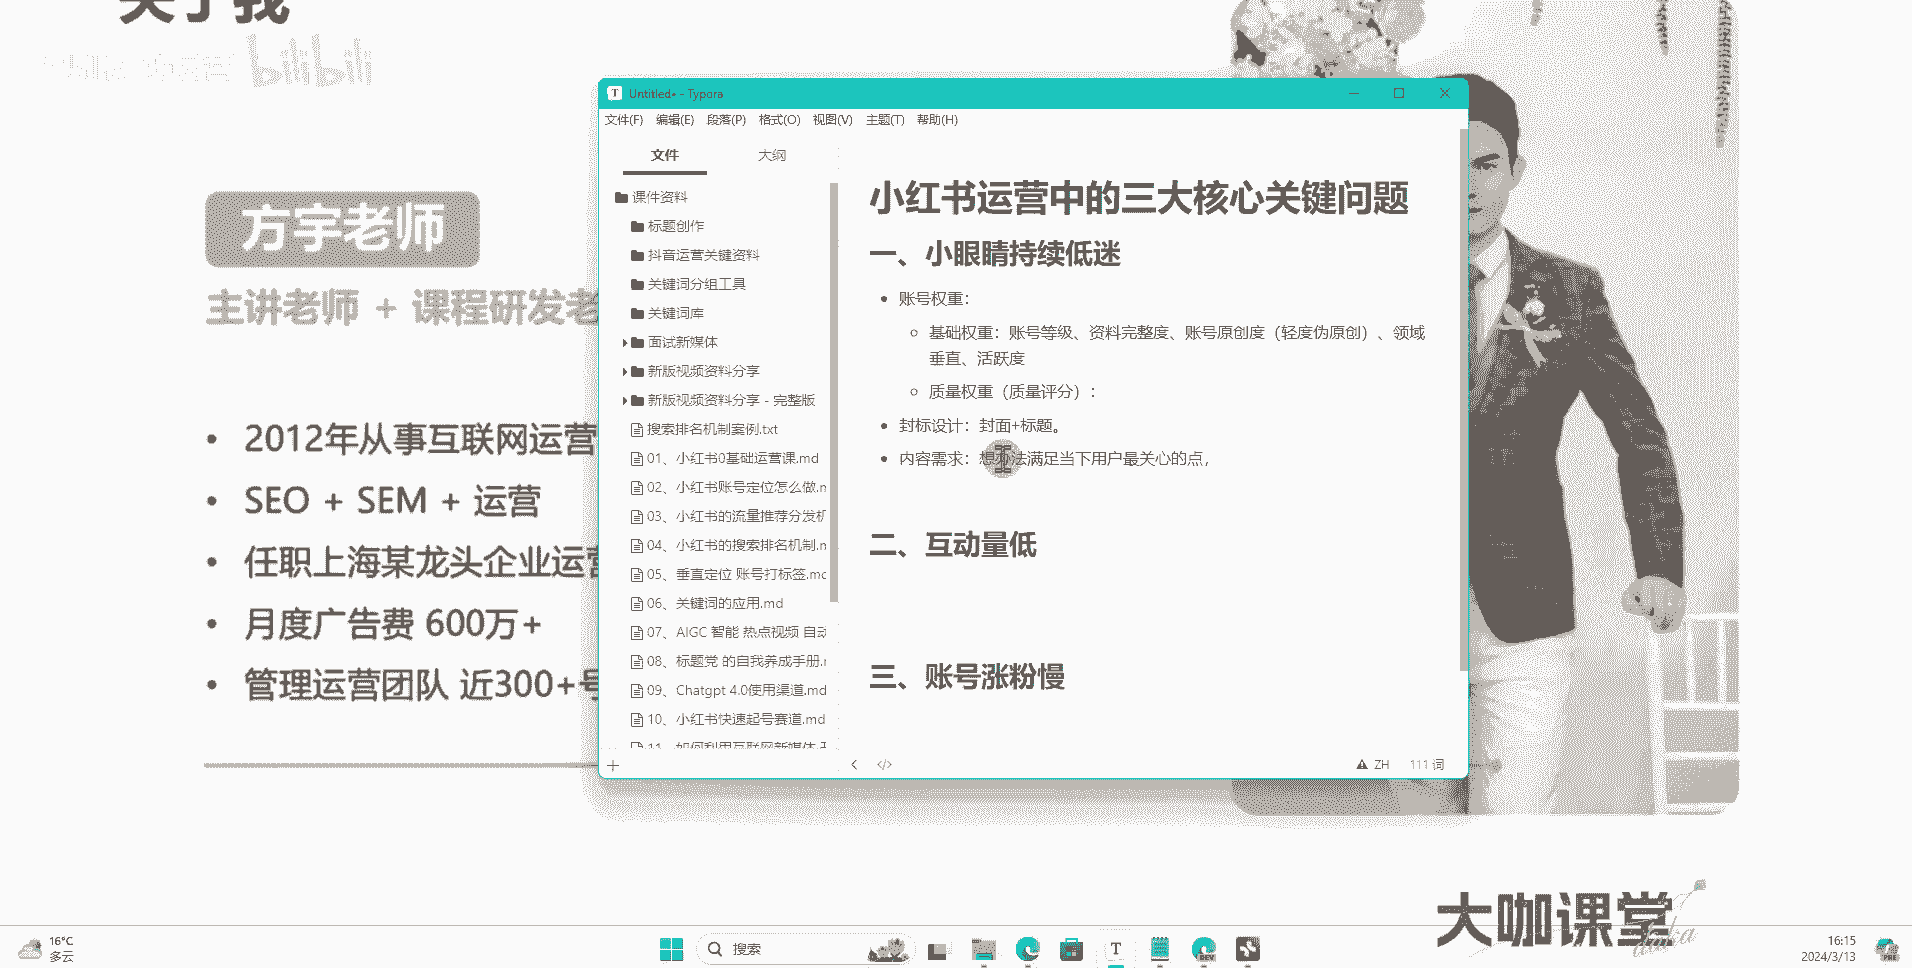 关于我
bilibili
方宇老师
主讲老师 + 课程研发老
• 2012年从事互联网运营
• SEO + SEM + 运营
• 任职上海某龙头企业运营
• 月度广告费 600万+
• 管理运营团队 近300+号
Untitled• - Typora
文件(F) 编辑(E) 段落(P) 格式(O) 视图(V) 主题(T) 帮助(H)
文件 大纲
课件资料
标题创作
抖音运营关键资料
关键词分组工具
关键词库
面试新媒体
新版视频资料分享
新版视频资料分享 - 完整版
搜索排名机制案例.txt
01、小红书0基础运营课.md
02、小红书账号定位怎么做.m
03、小红书的流量推荐分发机
04、小红书的搜索排名机制.m
05、垂直定位 账号打标签.md
06、关键词的应用.md
07、AIGC 智能 热点视频 自动
08、标题党 的自我养成手册.m
09、Chatgpt 4.0使用渠道.md
10、小红书快速起号赛道.md
11、如何利用互联网新媒体
小红书运营中的三大核心关键问题
一、小眼睛持续低迷
• 账号权重：
◦ 基础权重：账号等级、资料完整度、账号原创度（轻度伪原创）、领域
垂直、活跃度
◦ 质量权重（质量评分）：
• 封标设计：封面+标题。
• 内容需求：想办法满足当下用户最关心的点，
二、互动量低
三、账号涨粉慢
ZH 111 词
大咖课堂
daka
16°C
多云
搜索
DEV
16:15
2024/3/13
PRE